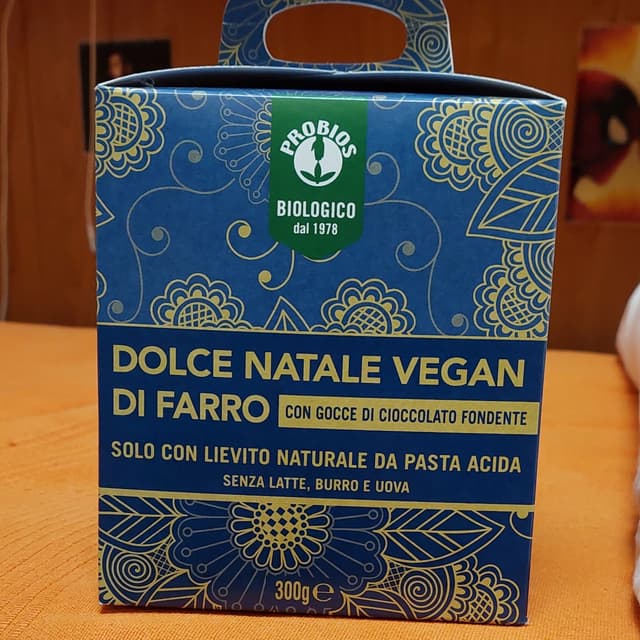 PROBIOS
BIOLOGICO
dal 1978
DOLCE NATALE VEGAN
DI FARRO CON GOCCE DI CIOCCOLATO FONDENTE
SOLO CON LIEVITO NATURALE DA PASTA ACIDA
SENZA LATTE, BURRO E UOVA
300g℮